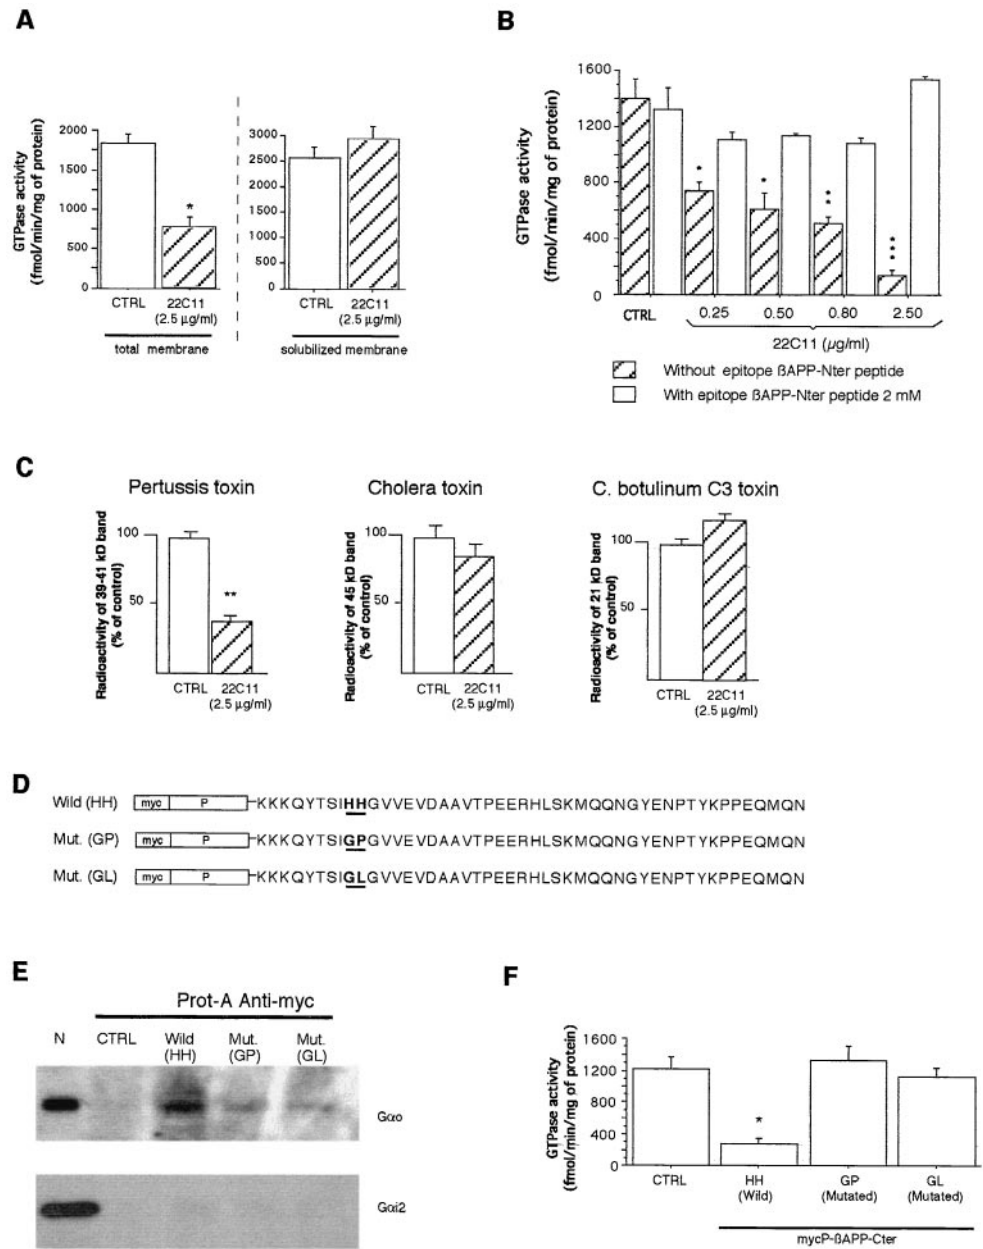 A
GTPase activity
(fmol/min/mg of protein)
2000
1500
1000
500
0
*
CTRL
22C11
(2.5 µg/ml)
total membrane
3000
2500
2000
1500
1000
500
0
CTRL
22C11
(2.5 µg/ml)
solubilized membrane
B
GTPase activity
(fmol/min/mg of protein)
1600
1200
800
400
0
*
*
**
***
CTRL
0.25
0.50
0.80
2.50
22C11 (µg/ml)
Without epitope ßAPP-Nter peptide
With epitope ßAPP-Nter peptide 2 mM
C
Pertussis toxin
Radioactivity of 39-41 kD band
(% of control)
100
50
**
CTRL
22C11
(2.5 µg/ml)
Cholera toxin
Radioactivity of 45 kD band
(% of control)
100
50
CTRL
22C11
(2.5 µg/ml)
C. botulinum C3 toxin
Radioactivity of 21 kD band
(% of control)
100
50
CTRL
22C11
(2.5 µg/ml)
D
Wild (HH) myc P -KKKQYTSIHHGVVEVDAAVTPEERHLSKMQQNGYENPTYKPPEQMQN
Mut. (GP) myc P -KKKQYTSIGPGVVEVDAAVTPEERHLSKMQQNGYENPTYKPPEQMQN
Mut. (GL) myc P -KKKQYTSIGLGVVEVDAAVTPEERHLSKMQQNGYENPTYKPPEQMQN
E
Prot-A Anti-myc
N CTRL Wild Mut. Mut.
(HH) (GP) (GL)
Gαo
Gαi2
F
GTPase activity
(fmol/min/mg of protein)
1600
1200
800
400
0
*
CTRL HH GP GL
(Wild) (Mutated) (Mutated)
mycP-ßAPP-Cter